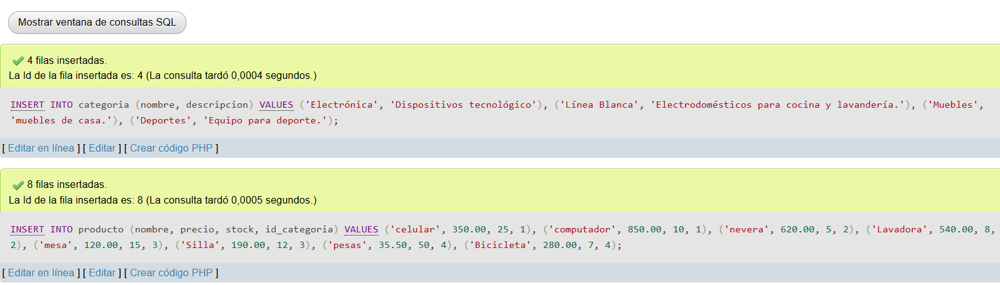 Mostrar ventana de consultas SQL
4 filas insertadas.
La Id de la fila insertada es: 4 (La consulta tardó 0,0004 segundos.)
INSERT INTO categoria (nombre, descripcion) VALUES ('Electrónica', 'Dispositivos tecnológico'), ('Línea Blanca', 'Electrodomésticos para cocina y lavandería.'), ('Muebles',
'muebles de casa.'), ('Deportes', 'Equipo para deporte.');
[ Editar en línea ] [ Editar ] [ Crear código PHP ]
8 filas insertadas.
La Id de la fila insertada es: 8 (La consulta tardó 0,0005 segundos.)
INSERT INTO producto (nombre, precio, stock, id_categoria) VALUES ('celular', 350.00, 25, 1), ('computador', 850.00, 10, 1), ('nevera', 620.00, 5, 2), ('Lavadora', 540.00, 8,
2), ('mesa', 120.00, 15, 3), ('Silla', 190.00, 12, 3), ('pesas', 35.50, 50, 4), ('Bicicleta', 280.00, 7, 4);
[ Editar en línea ] [ Editar ] [ Crear código PHP ]